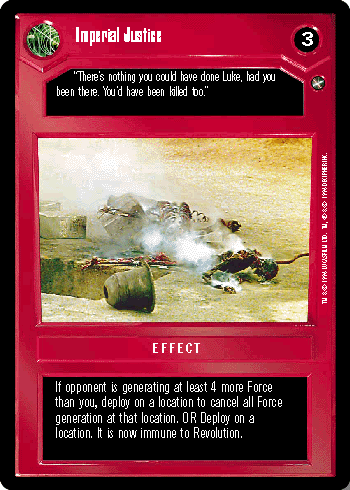 Imperial Justice
3
"There's nothing you could have done Luke, had you
been there. You'd have been killed too."
EFFECT
If opponent is generating at least 4 more Force
than you, deploy on a location to cancel all Force
generation at that location. OR Deploy on a
location. It is now immune to Revolution.